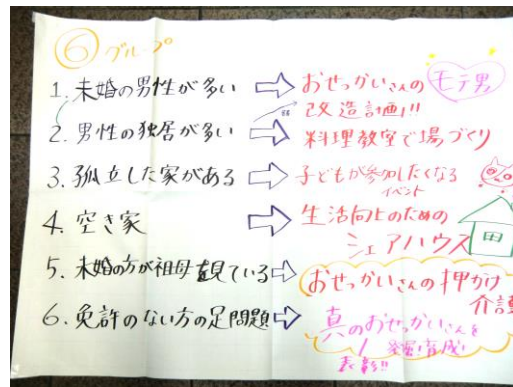 ⑥グループ
1. 未婚の男性が多い ⇨ おせっかいさんの モテ男
改造計画!!
2. 男性の独居が多い ⇨ 料理教室で場づくり
3. 孤立した家がある ⇨ 子どもが参加したくなる
イベント
4. 空き家 ⇨ 生活向上のための
シェアハウス
5. 未婚の方が祖母を見ている ⇨ おせっかいさんの押かけ
介護
6. 免許のない方の足問題 ⇨ 真のおせっかいさんを
発掘!育成!
表彰!!